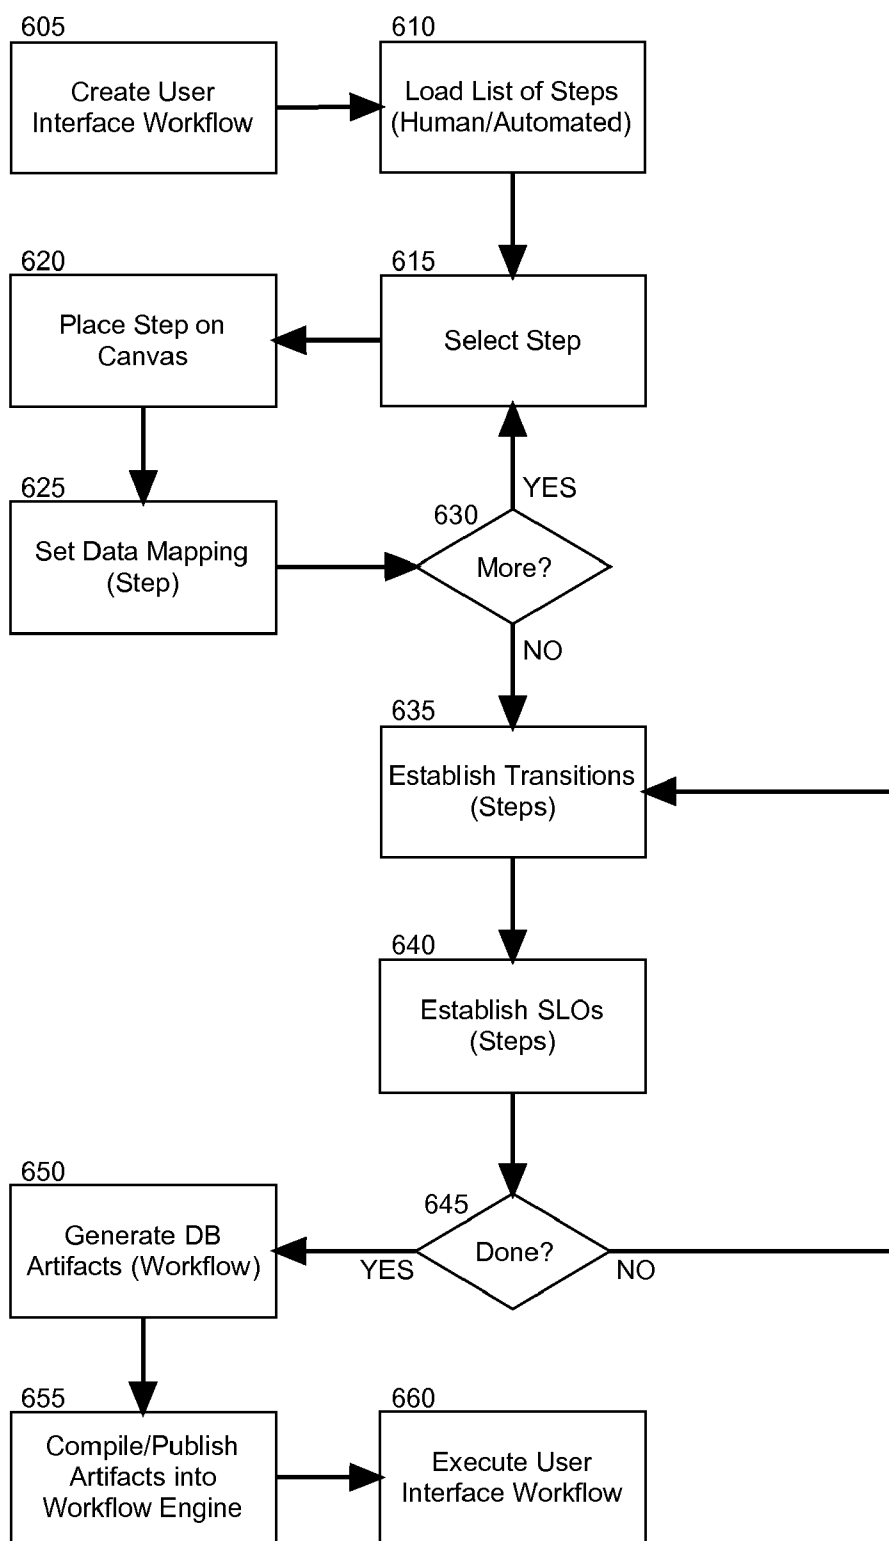 605
Create User
Interface Workflow
610
Load List of Steps
(Human/Automated)
620
Place Step on
Canvas
615
Select Step
625
Set Data Mapping
(Step)
YES
630
More?
NO
635
Establish Transitions
(Steps)
640
Establish SLOs
(Steps)
645
Done?
YES
NO
650
Generate DB
Artifacts (Workflow)
655
Compile/Publish
Artifacts into
Workflow Engine
660
Execute User
Interface Workflow